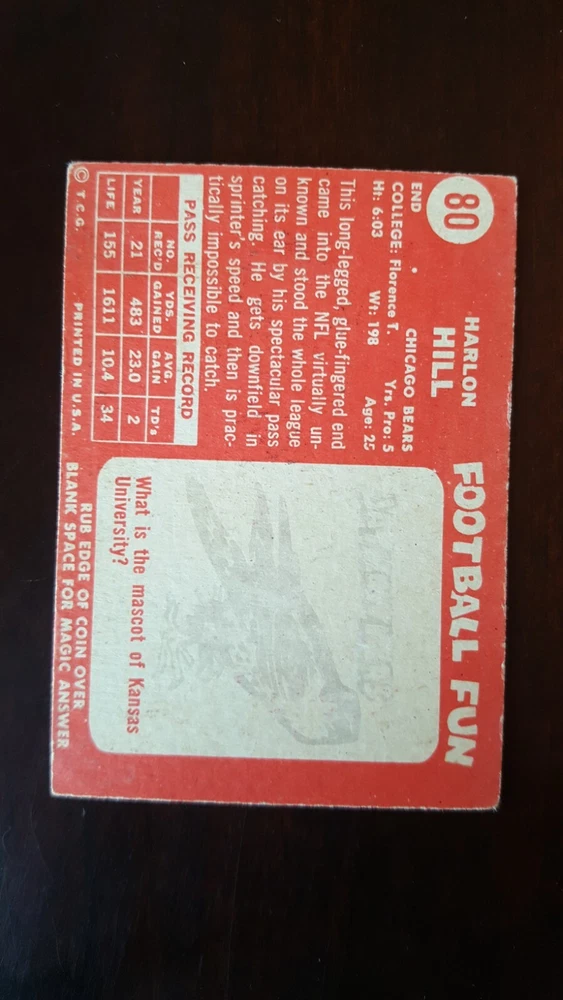 80
HARLON
HILL
CHICAGO BEARS
END
Yrs. Pro: 5
COLLEGE: Florence T.
Age: 25
Ht: 6:03
Wt: 198
This long-legged, glue-fingered end
came into the NFL virtually un-
known and stood the whole league
on its ear by his spectacular pass
catching. He gets downfield in
sprinter's speed and then is prac-
tically impossible to catch.
PASS RECEIVING RECORD
NO. REC'D YDS. GAINED AVG. GAIN TD's
YEAR 21 483 23.0 2
LIFE 155 1611 10.4 34
© T.C.G. PRINTED IN U.S.A.
FOOTBALL FUN
What is the mascot of Kansas
University?
RUB EDGE OF COIN OVER
BLANK SPACE FOR MAGIC ANSWER